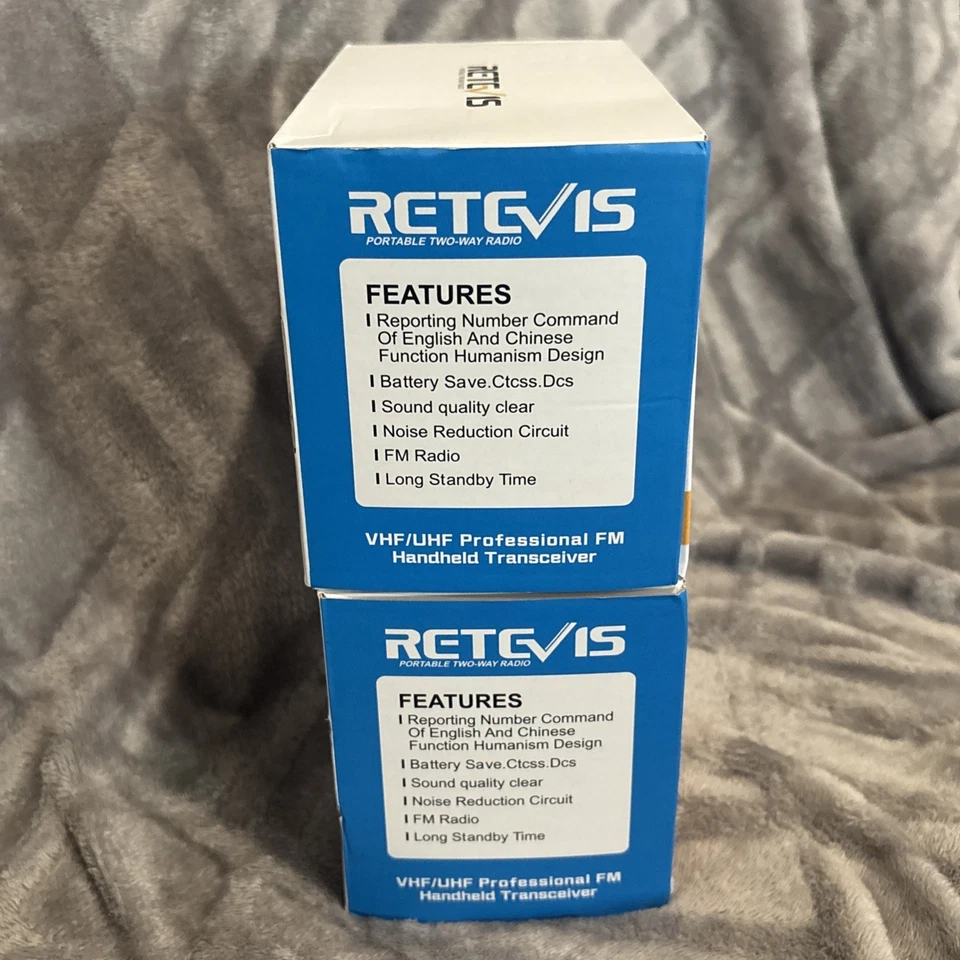 RETEVIS
RETEVIS
PORTABLE TWO-WAY RADIO
FEATURES
Reporting Number Command
Of English And Chinese
Function Humanism Design
Battery Save.Ctcss.Dcs
Sound quality clear
Noise Reduction Circuit
FM Radio
Long Standby Time
VHF/UHF Professional FM
Handheld Transceiver
RETEVIS
PORTABLE TWO-WAY RADIO
FEATURES
Reporting Number Command
Of English And Chinese
Function Humanism Design
Battery Save.Ctcss.Dcs
Sound quality clear
Noise Reduction Circuit
FM Radio
Long Standby Time
VHF/UHF Professional FM
Handheld Transceiver